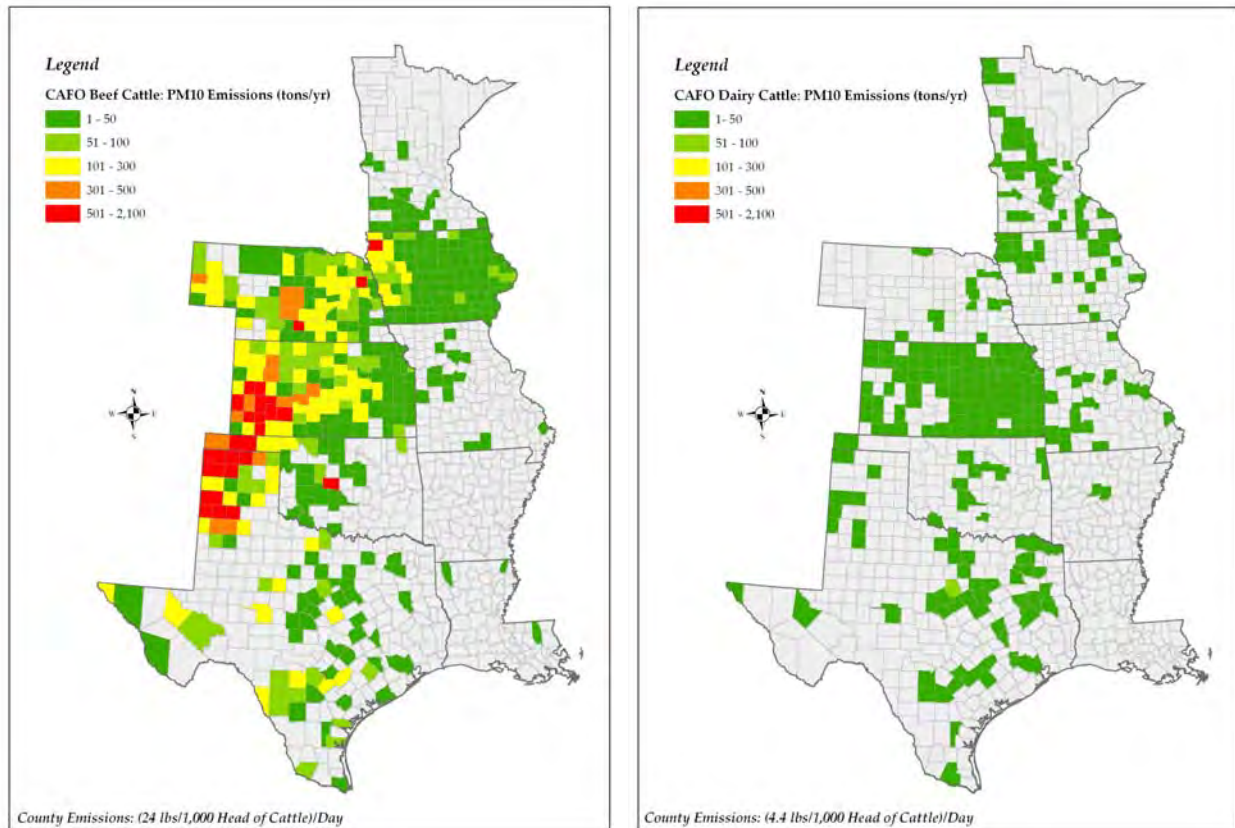 Legend
CAFO Beef Cattle: PM10 Emissions (tons/yr)
1 - 50
51 - 100
101 - 300
301 - 500
501 - 2,100
N
W E
S
County Emissions: (24 lbs/1,000 Head of Cattle)/Day
Legend
CAFO Dairy Cattle: PM10 Emissions (tons/yr)
1- 50
51 - 100
101 - 300
301 - 500
501 - 2,100
N
W E
S
County Emissions: (4.4 lbs/1,000 Head of Cattle)/Day